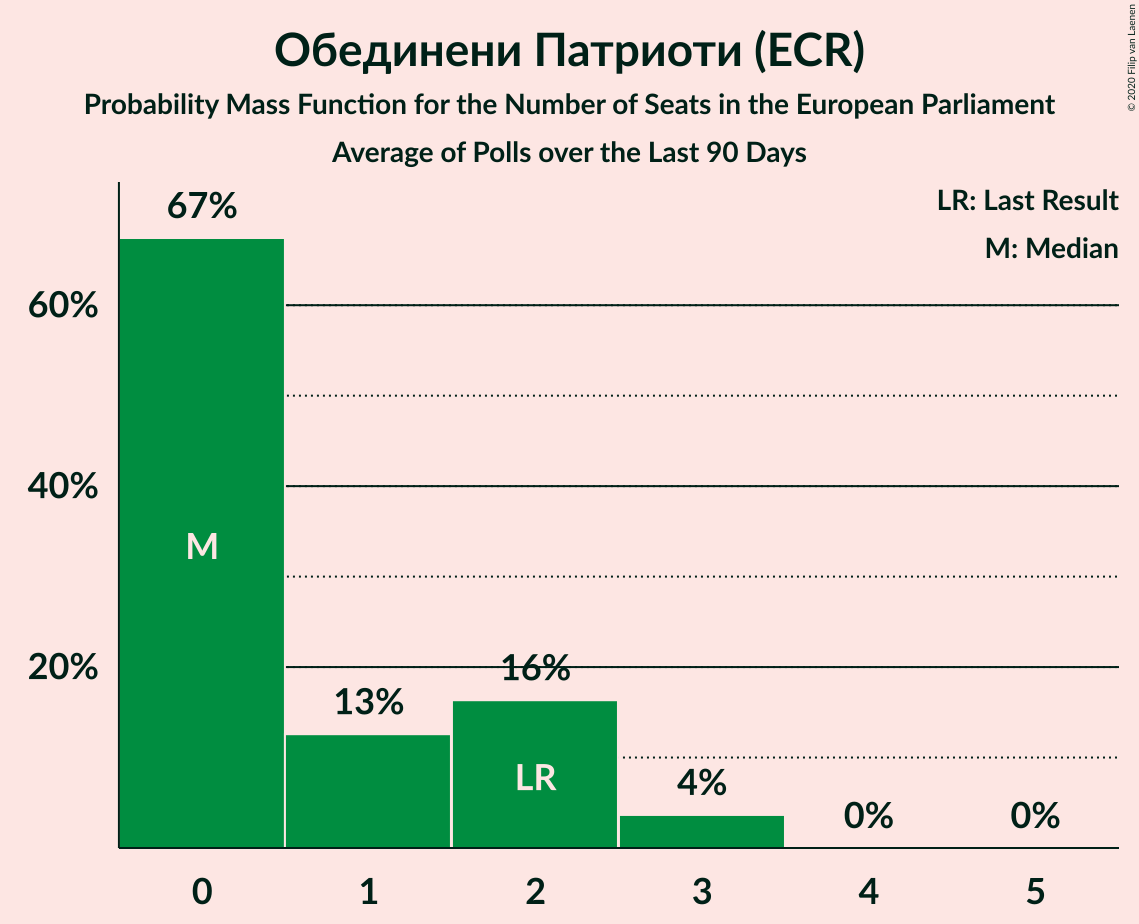 Обединени Патриоти (ECR)
Probability Mass Function for the Number of Seats in the European Parliament
Average of Polls over the Last 90 Days
© 2020 Filip van Laenen
LR: Last Result
M: Median
67%
60%
40%
M
20%
16%
13%
LR
4%
0%
0%
0
1
2
3
4
5